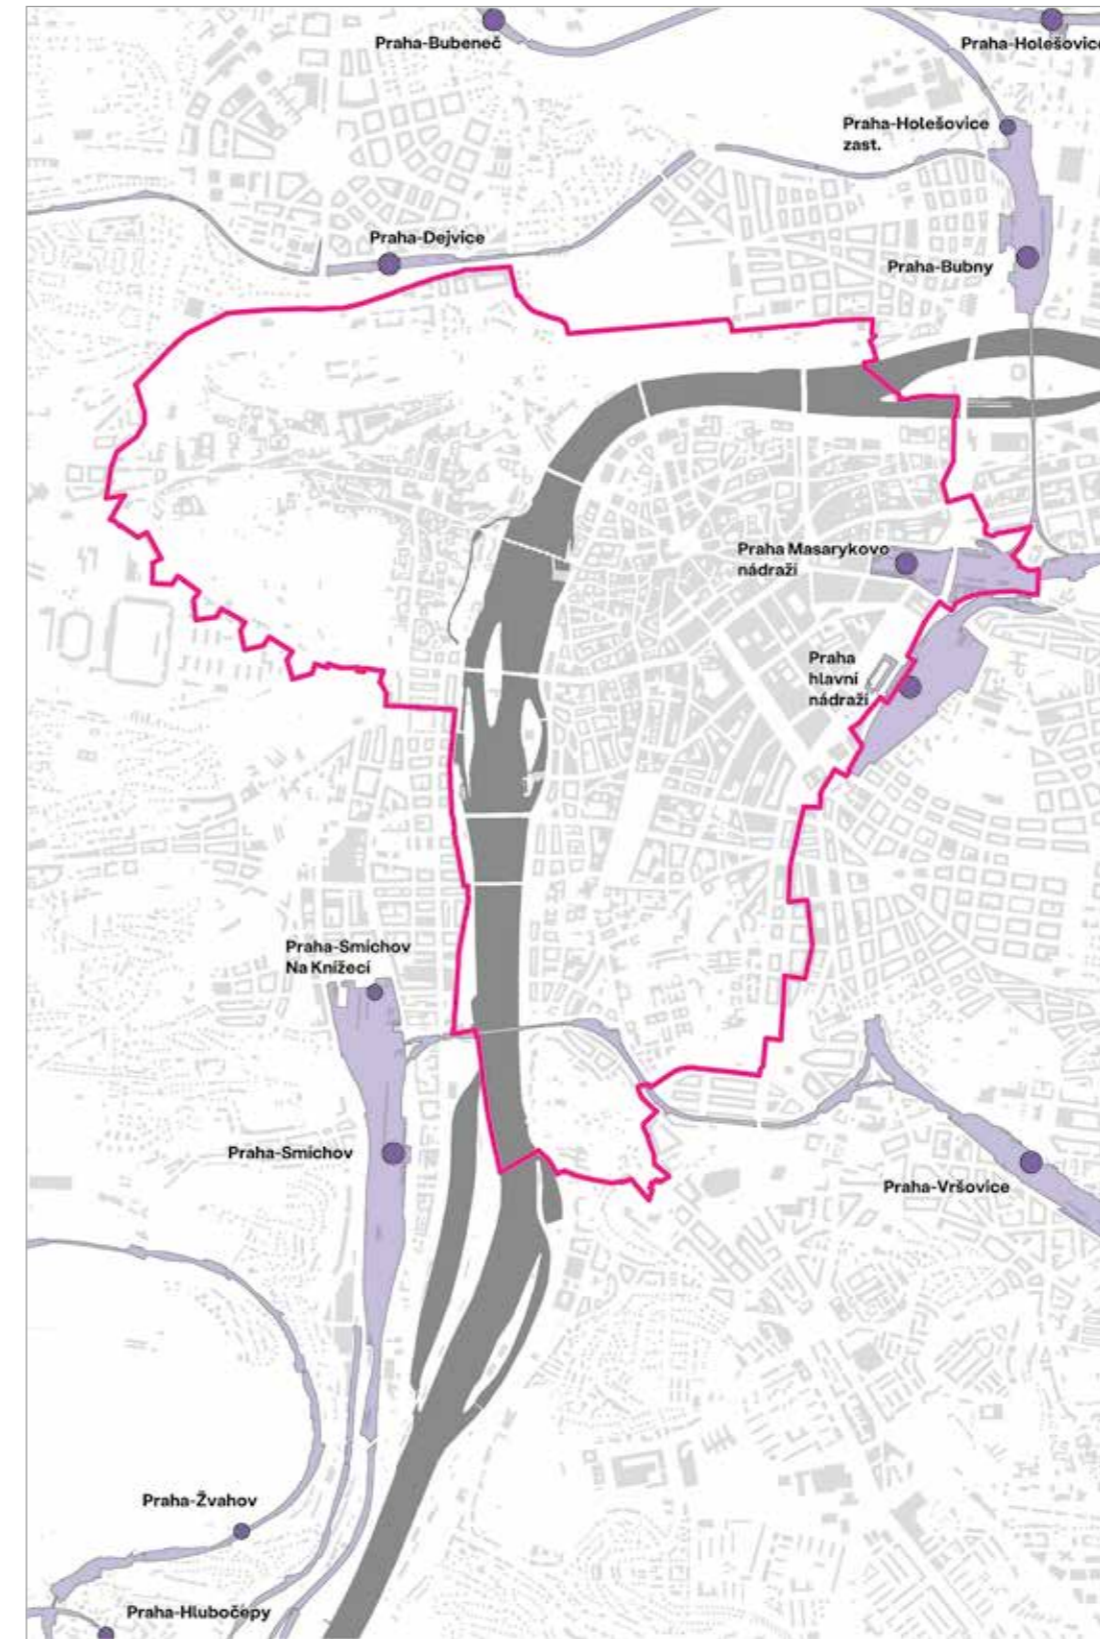 Praha-Bubeneč
Praha-Holešovice
Praha-Holešovice
zast.
Praha-Dejvice
Praha-Bubny
Praha Masarykovo
nádraží
Praha
hlavní
nádraží
Praha-Smíchov
Na Knížecí
Praha-Smíchov
Praha-Vršovice
Praha-Žvahov
Praha-Hlubočepy